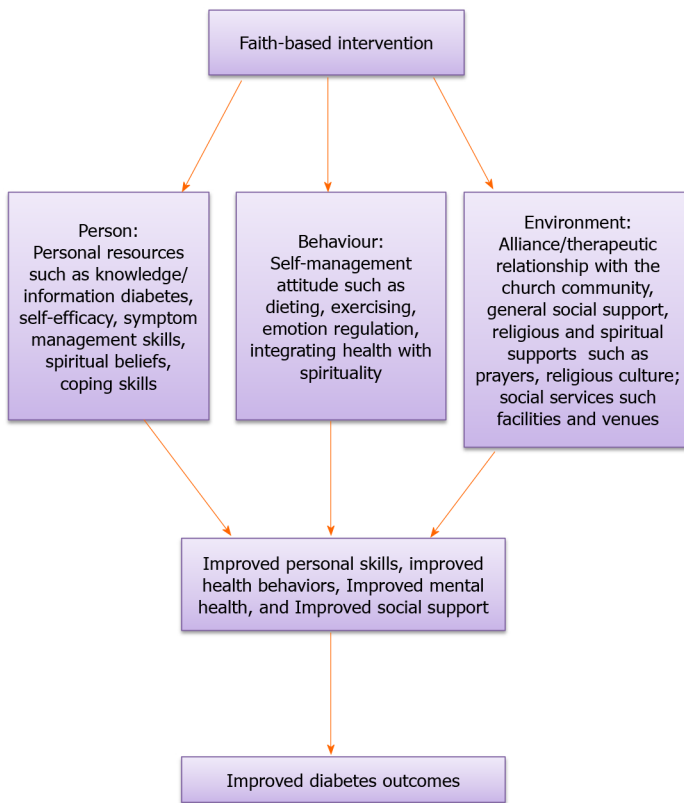 Faith-based intervention
Person:
Personal resources
such as knowledge/
information diabetes,
self-efficacy, symptom
management skills,
spiritual beliefs,
coping skills
Behaviour:
Self-management
attitude such as
dieting, exercising,
emotion regulation,
integrating health with
spirituality
Environment:
Alliance/therapeutic
relationship with the
church community,
general social support,
religious and spiritual
supports such as
prayers, religious culture;
social services such
facilities and venues
Improved personal skills, improved
health behaviors, Improved mental
health, and Improved social support
Improved diabetes outcomes